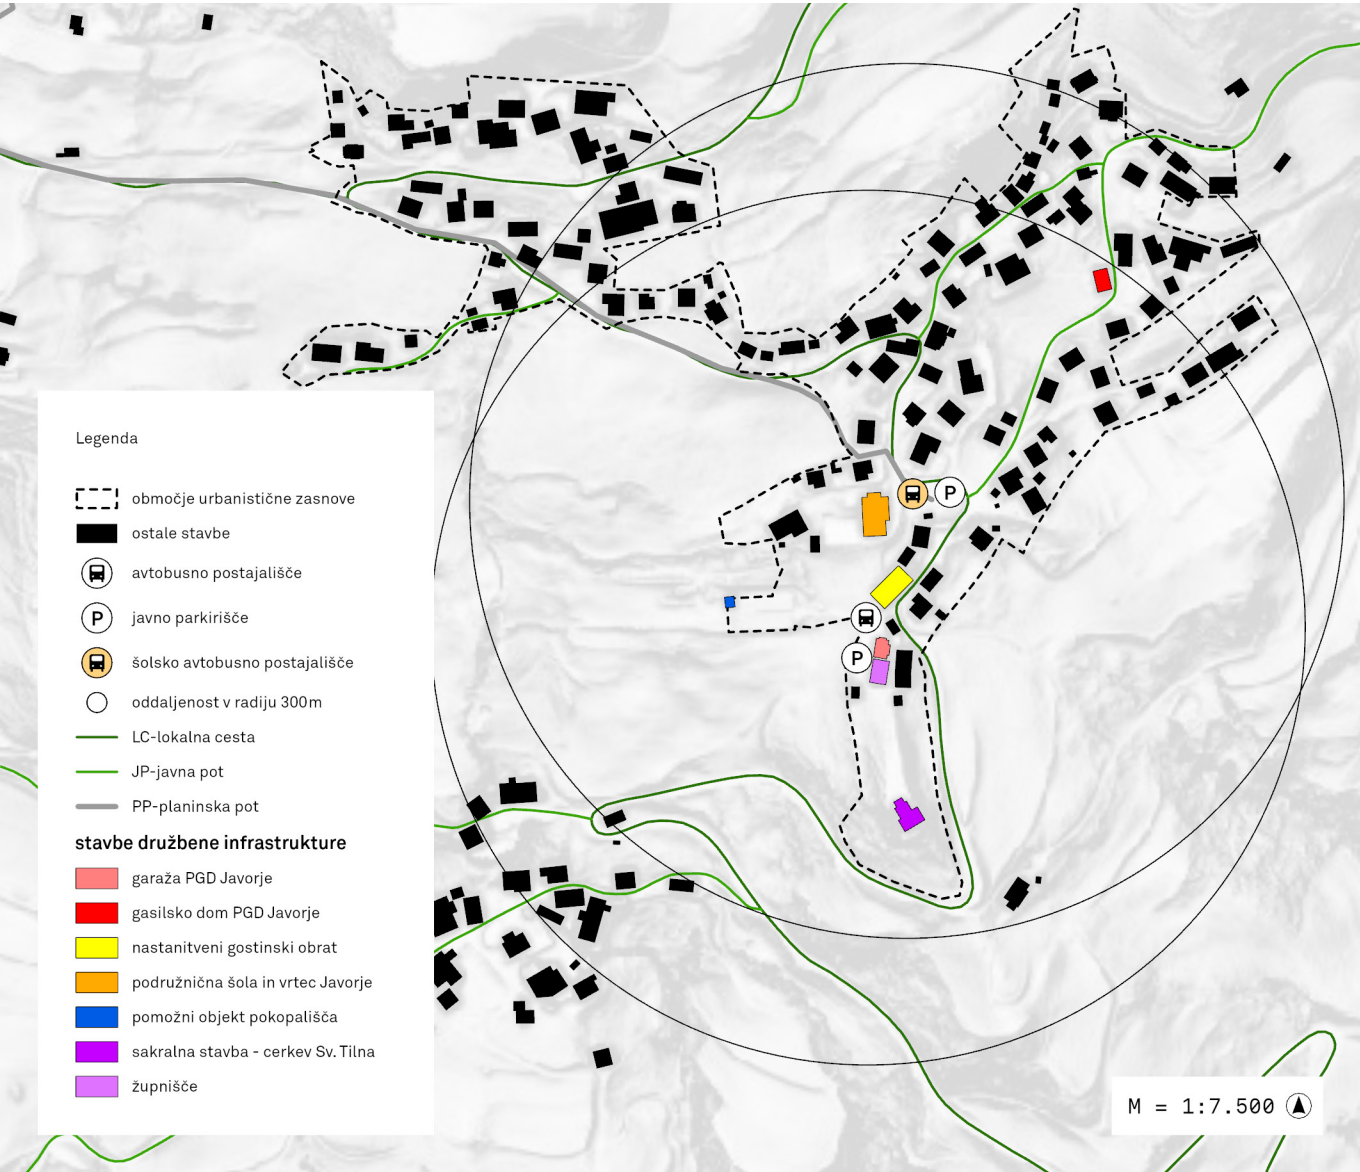 P
P
Legenda
območje urbanistične zasnove
ostale stavbe
avtobusno postajališče
P javno parkirišče
šolsko avtobusno postajališče
oddaljenost v radiju 300m
LC-lokalna cesta
JP-javna pot
PP-planinska pot
stavbe družbene infrastrukture
garaža PGD Javorje
gasilsko dom PGD Javorje
nastanitveni gostinski obrat
podružnična šola in vrtec Javorje
pomožni objekt pokopališča
sakralna stavba - cerkev Sv. Tilna
župnišče
M = 1:7.500